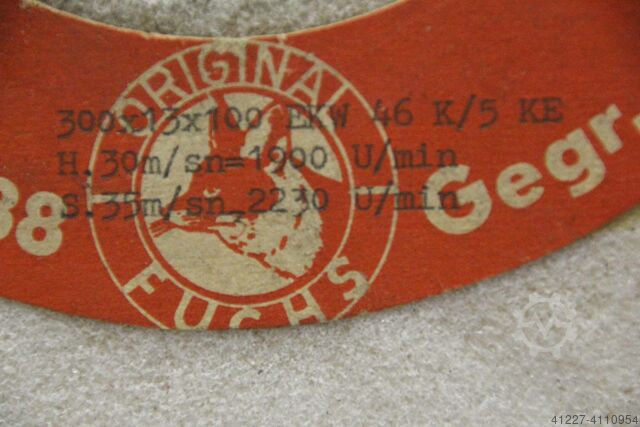 ORIGINAL
300x13x100 EKW 46 K/5 KE
H.30m/sn=1900 U/min
S.35m/sn 2230 U/min
38
Gegr.
FUCHS
41227-4110954